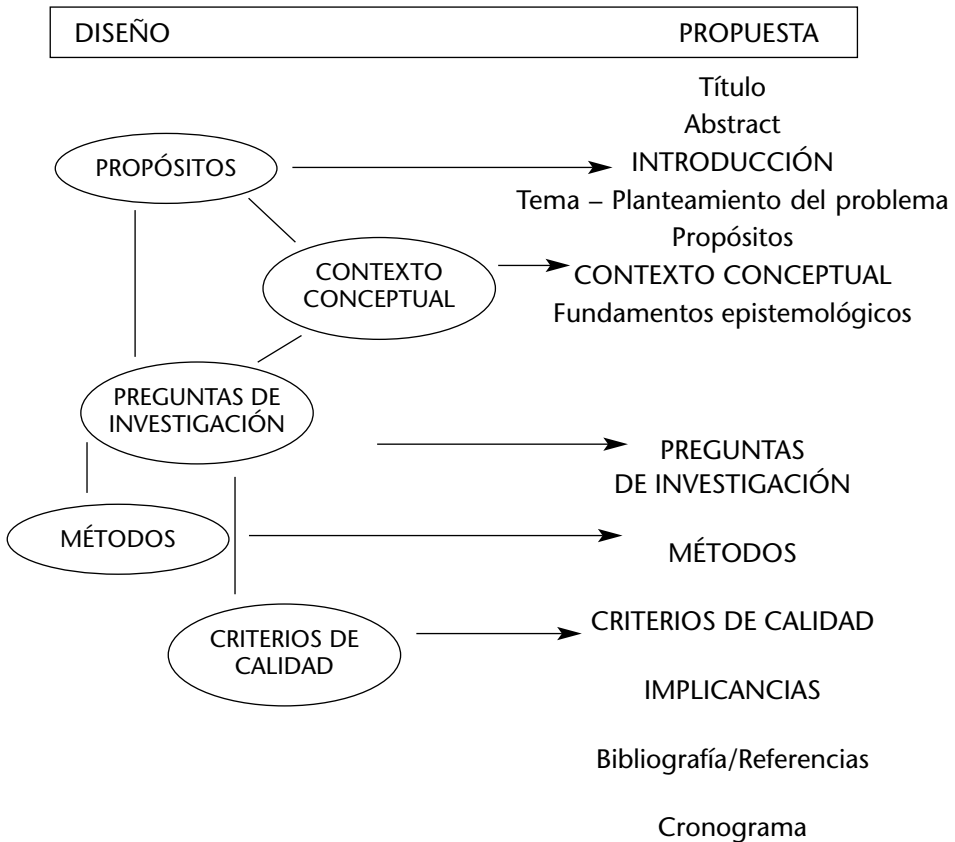 DISEÑO PROPUESTA
Título
Abstract
PROPÓSITOS INTRODUCCIÓN
Tema – Planteamiento del problema
Propósitos
CONTEXTO
CONCEPTUAL
CONTEXTO CONCEPTUAL
Fundamentos epistemológicos
PREGUNTAS DE
INVESTIGACIÓN
PREGUNTAS
DE INVESTIGACIÓN
MÉTODOS MÉTODOS
CRITERIOS DE
CALIDAD
CRITERIOS DE CALIDAD
IMPLICANCIAS
Bibliografía/Referencias
Cronograma